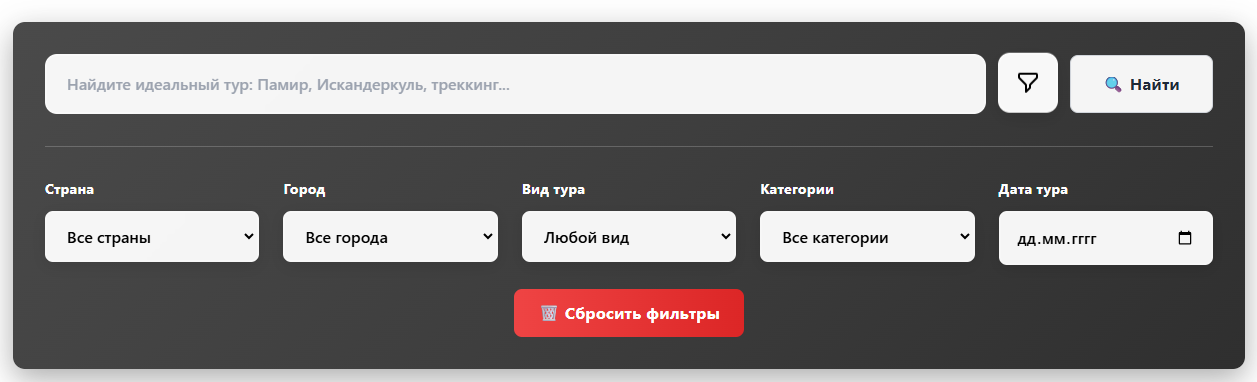 Найдите идеальный тур: Памир, Искандеркуль, треккинг...
Найти
Страна
Город
Вид тура
Категории
Дата тура
Все страны
Все города
Любой вид
Все категории
дд.мм.гггг
Сбросить фильтры